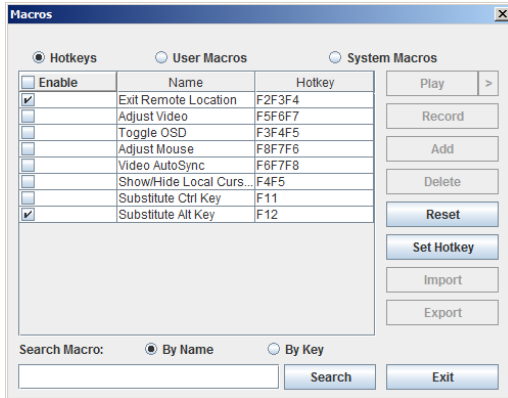 Macros
Hotkeys User Macros System Macros
Enable Name Hotkey Play >
Exit Remote Location F2F3F4
Adjust Video F5F6F7 Record
Toggle OSD F3F4F5
Adjust Mouse F8F7F6 Add
Video AutoSync F6F7F8
Show/Hide Local Curs... F4F5 Delete
Substitute Ctrl Key F11
Substitute Alt Key F12 Reset
Set Hotkey
Import
Export
Search Macro: By Name By Key
Search Exit